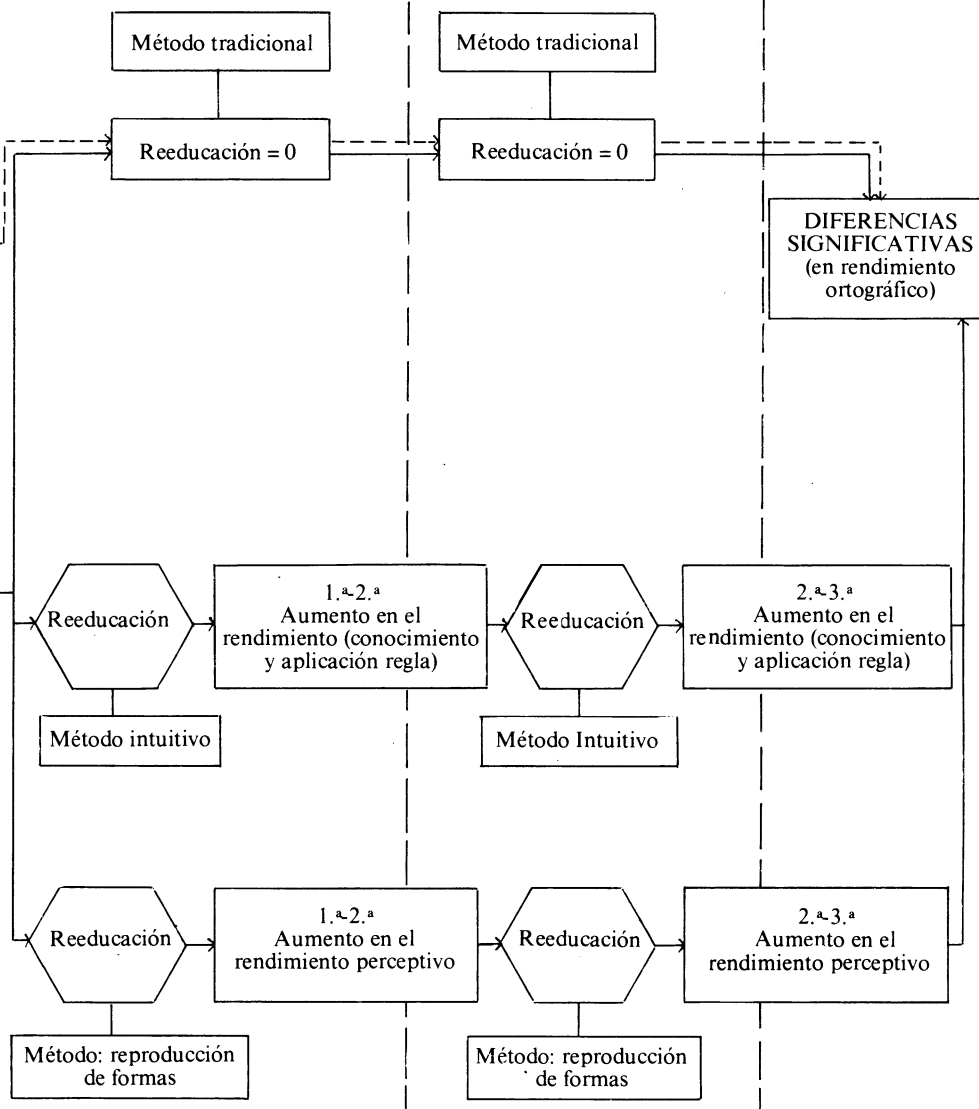 Método tradicional
Método tradicional
Reeducación = 0
Reeducación = 0
DIFERENCIAS
SIGNIFICATIVAS
(en rendimiento
ortográfico)
Reeducación
1.ª-2.ª
Aumento en el
rendimiento (conocimiento
y aplicación regla)
Reeducación
2.ª-3.ª
Aumento en el
rendimiento (conocimiento
y aplicación regla)
Método intuitivo
Método Intuitivo
Reeducación
1.ª-2.ª
Aumento en el
rendimiento perceptivo
Reeducación
2.ª-3.ª
Aumento en el
rendimiento perceptivo
Método: reproducción
de formas
Método: reproducción
de formas